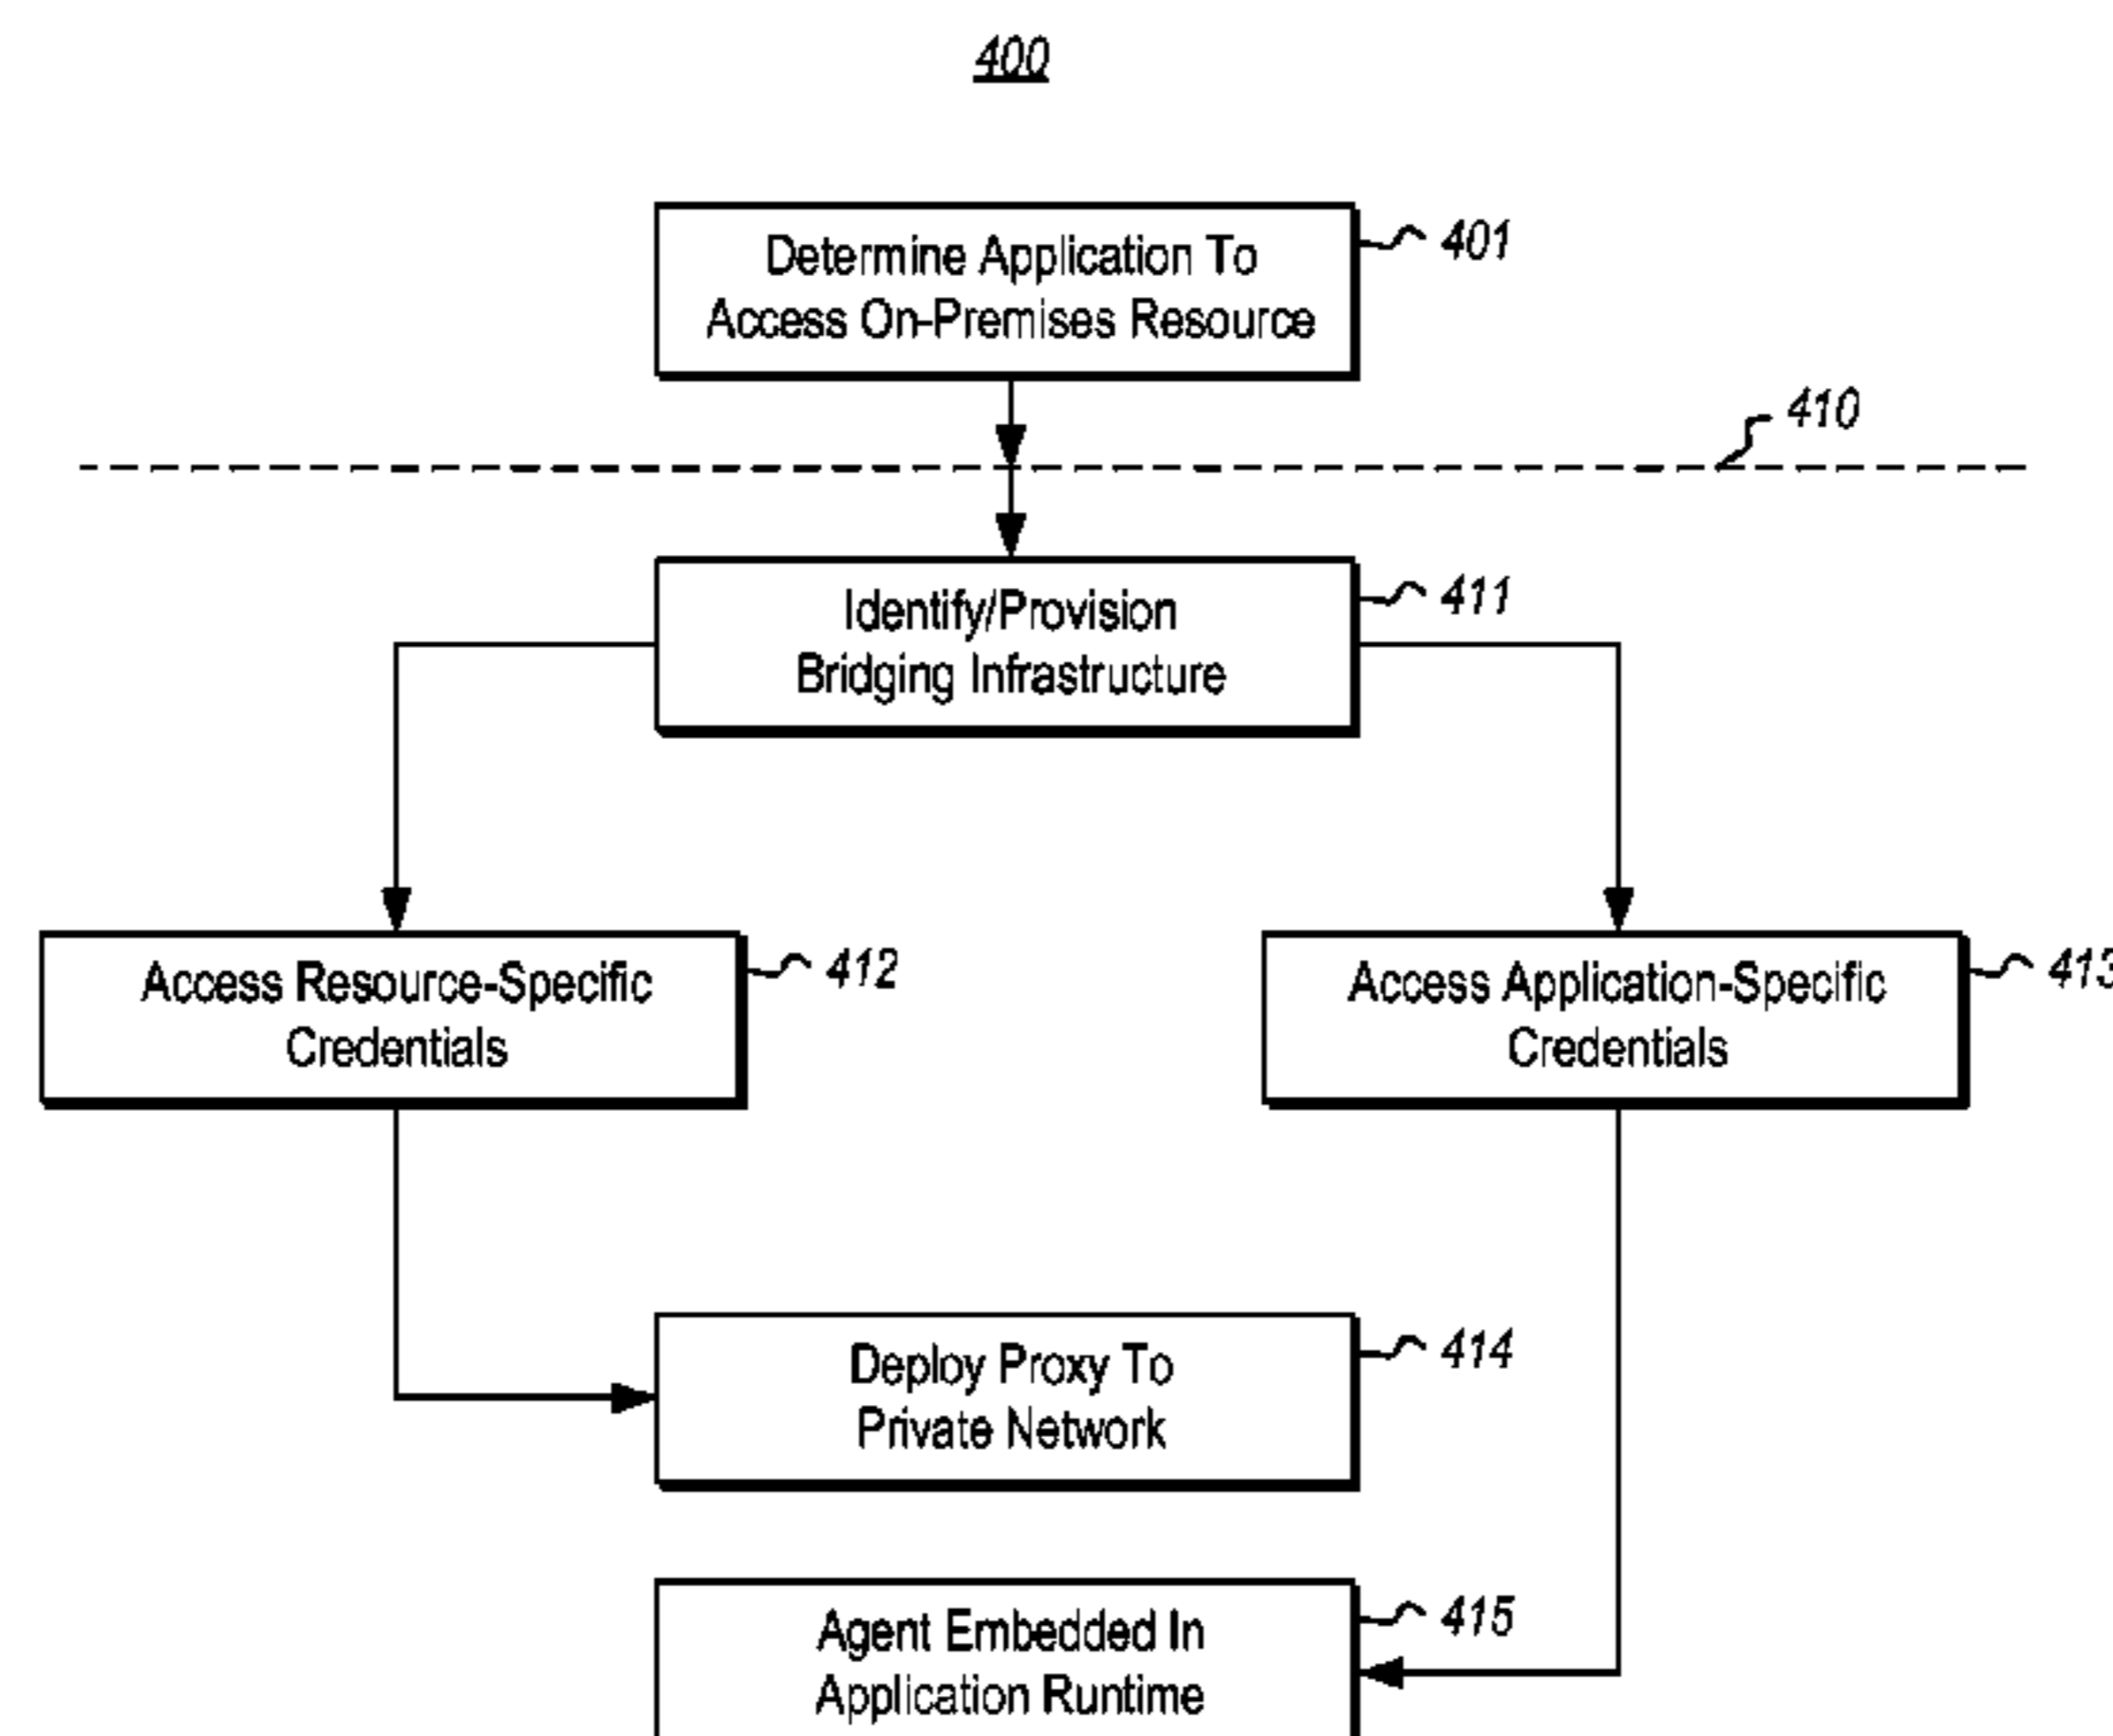 400
Determine Application To
Access On-Premises Resource
401
410
Identify/Provision
Bridging Infrastructure
411
Access Resource-Specific
Credentials
412
Access Application-Specific
Credentials
413
Deploy Proxy To
Private Network
414
Agent Embedded In
Application Runtime
415